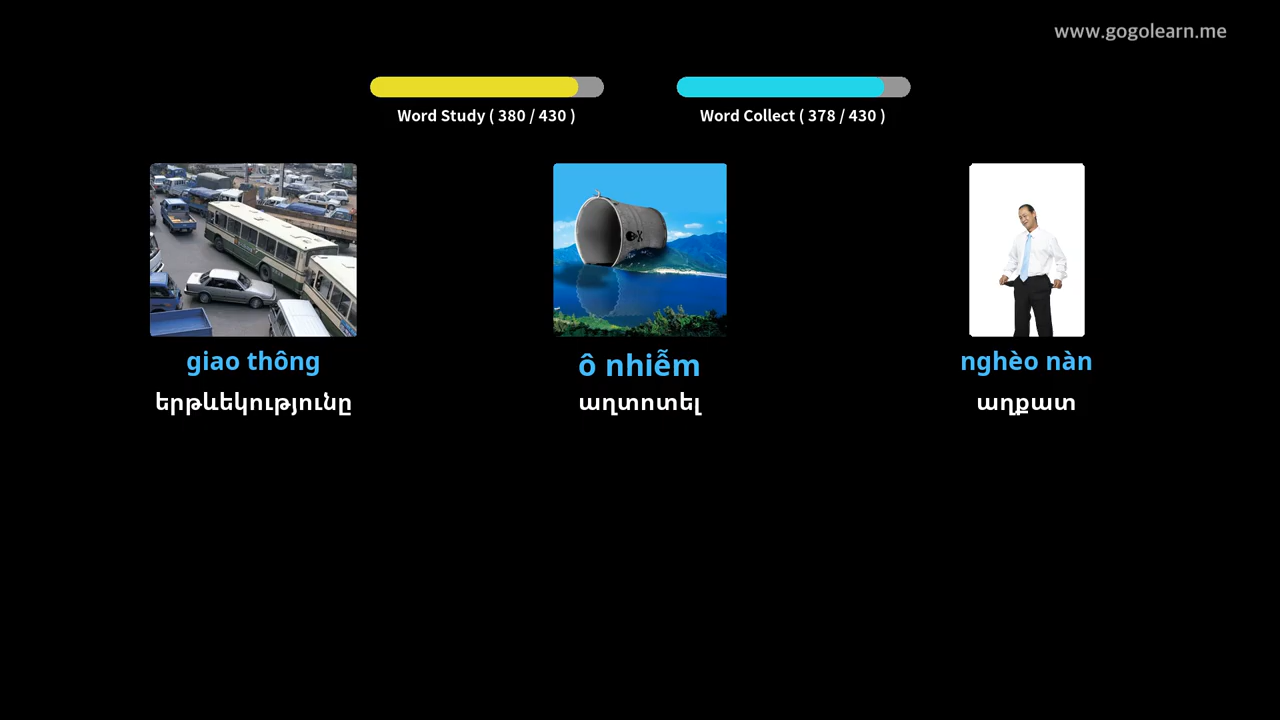 www.gogolearn.me
Word Study ( 380 / 430 )
Word Collect ( 378 / 430 )
giao thông
ô nhiễm
nghèo nàn
երթևեկությունը
աղտոտել
աղքատ